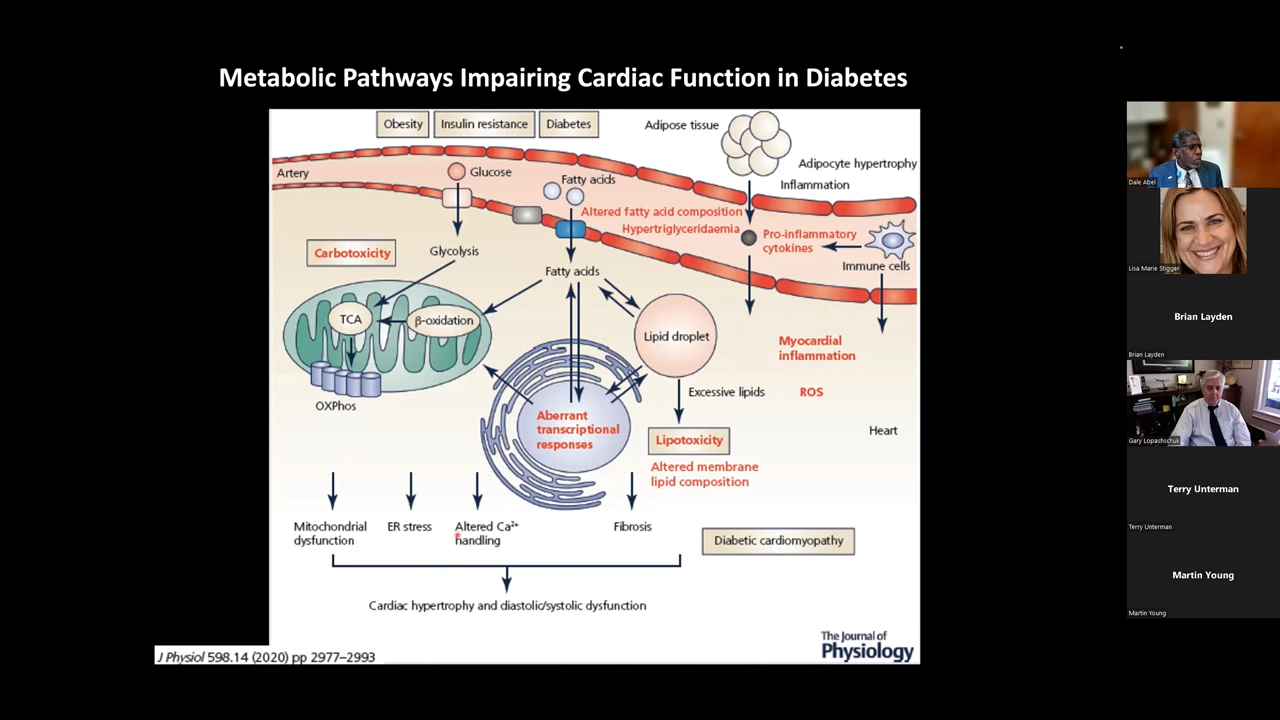 Metabolic Pathways Impairing Cardiac Function in Diabetes
Obesity
Insulin resistance
Diabetes
Adipose tissue
Adipocyte hypertrophy
Inflammation
Artery
Glucose
Fatty acids
Altered fatty acid composition
Hypertriglyceridaemia
Pro-inflammatory
cytokines
Immune cells
Carbotoxicity
Glycolysis
Fatty acids
TCA
β-oxidation
Lipid droplet
Myocardial
inflammation
OXPhos
Excessive lipids
ROS
Aberrant
transcriptional
responses
Heart
Lipotoxicity
Altered membrane
lipid composition
Mitochondrial
dysfunction
ER stress
Altered Ca²⁺
handling
Fibrosis
Diabetic cardiomyopathy
Cardiac hypertrophy and diastolic/systolic dysfunction
The Journal of
Physiology
J Physiol 598.14 (2020) pp 2977–2993
Dale Abel
Lisa Marie Stigger
Brian Layden
Brian Layden
Gary Lopashschuk
Terry Unterman
Terry Unterman
Martin Young
Martin Young